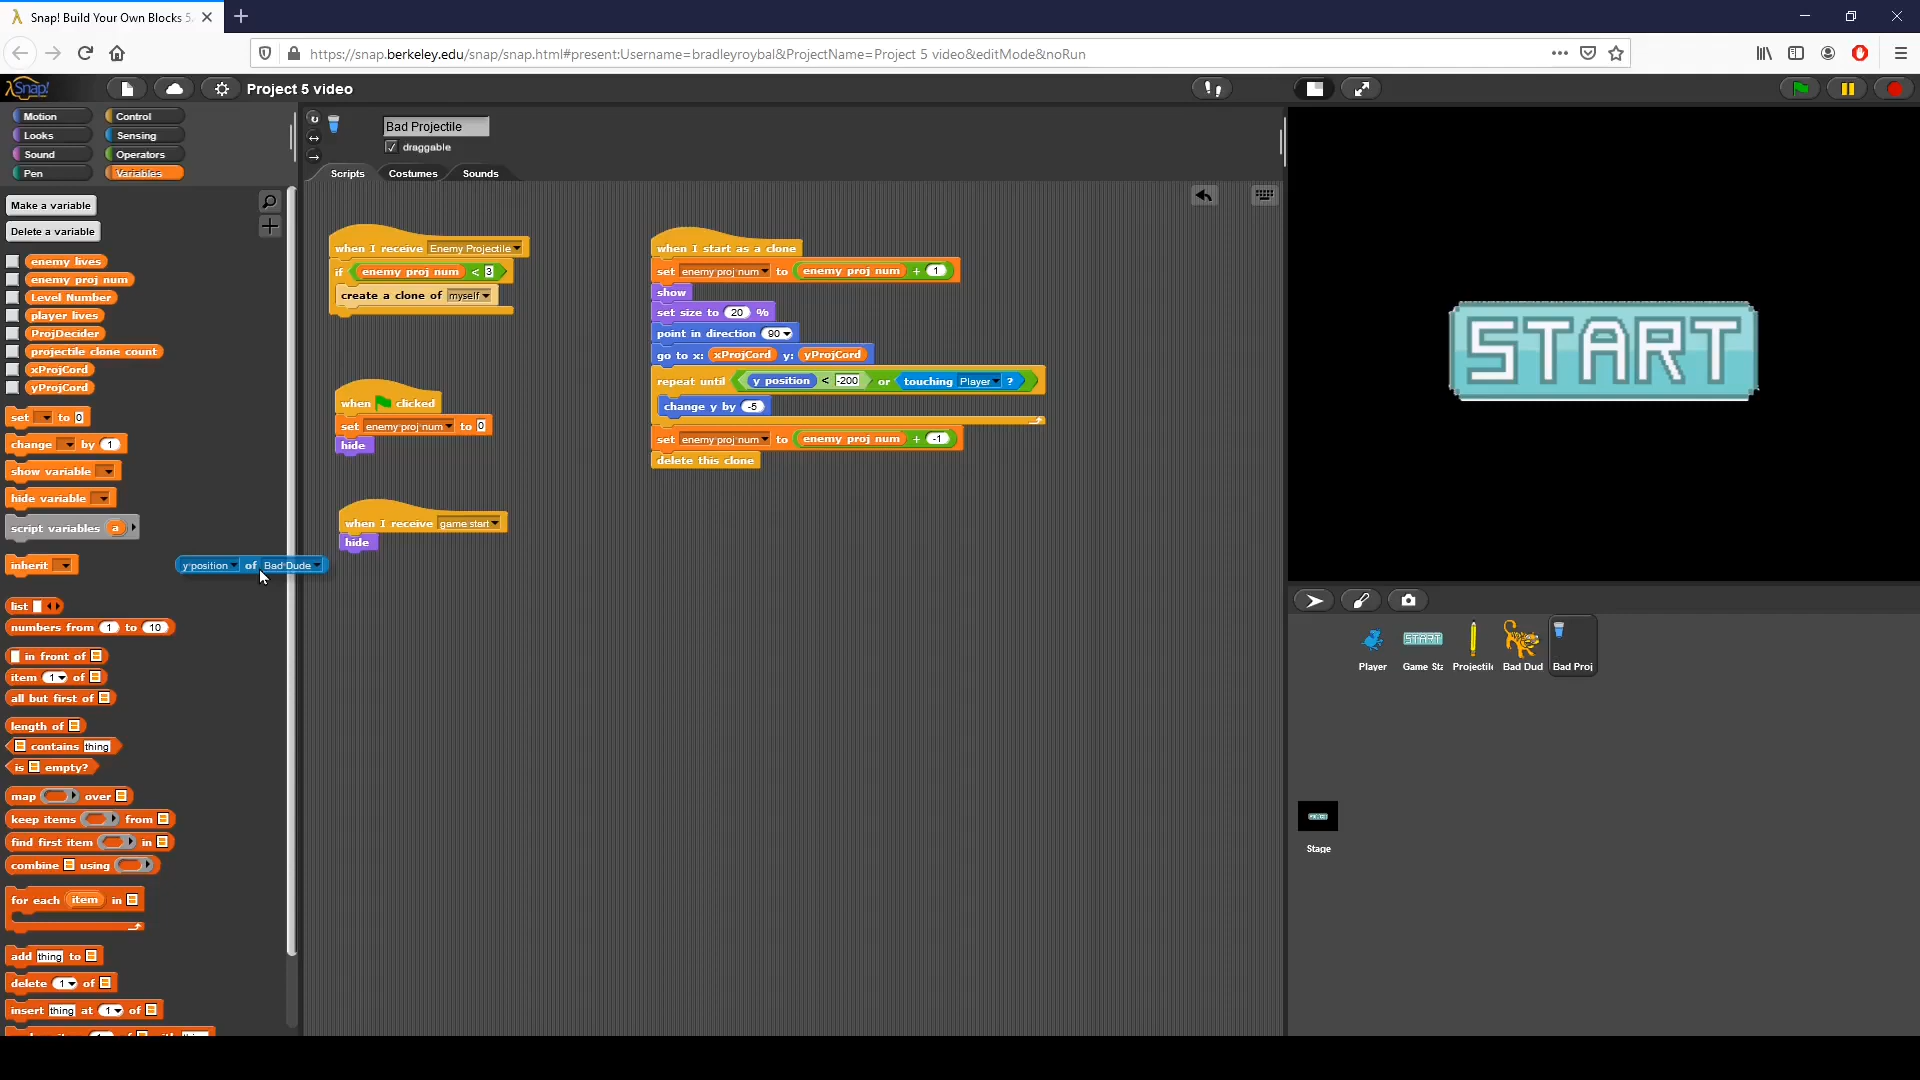 Snap! Build Your Own Blocks 5.
https://snap.berkeley.edu/snap/snap.html#present:Username=bradleyroybal&ProjectName=Project 5 video&editMode&noRun
Snap!
Project 5 video
Motion
Control
Looks
Sensing
Sound
Operators
Pen
Variables
Make a variable
Delete a variable
enemy lives
enemy proj num
Level Number
player lives
ProjDecider
projectile clone count
xProjCord
yProjCord
set to 0
change by 1
show variable
hide variable
script variables a
inherit
y position of Bad Dude
list
numbers from 1 to 10
in front of
item 1 of
all but first of
length of
contains thing
is empty?
map over
keep items from
find first item in
combine using
for each item in
add thing to
delete 1 of
insert thing at 1 of
Bad Projectile
draggable
Scripts
Costumes
Sounds
when I receive Enemy Projectile
if enemy proj num < 3
create a clone of myself
when clicked
set enemy proj num to 0
hide
when I receive game start
hide
when I start as a clone
set enemy proj num to enemy proj num + 1
show
set size to 20 %
point in direction 90
go to x: xProjCord y: yProjCord
repeat until y position < -200 or touching Player ?
change y by -5
set enemy proj num to enemy proj num + -1
delete this clone
START
START
Player
Game Sta
Projectile
Bad Dud
Bad Proj
Stage